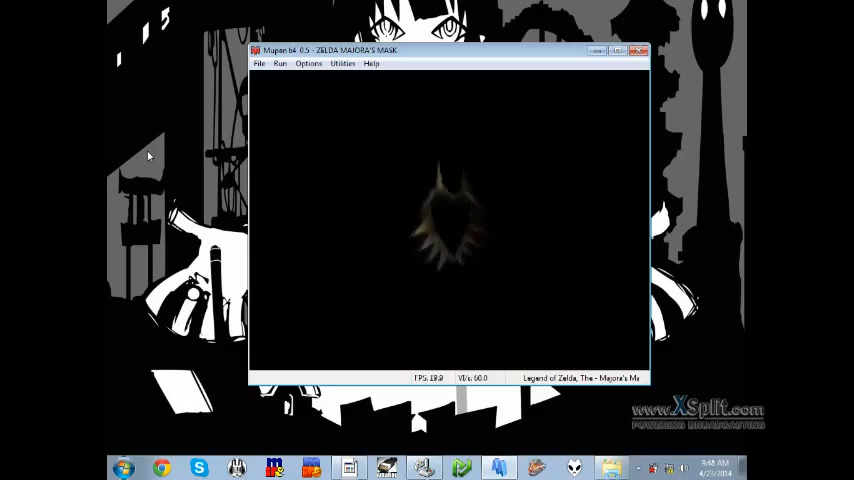 Mupen 64 0.5 - ZELDA MAJORA'S MASK
File Run Options Utilities Help
FPS: 19.9 VI/s: 60.0 Legend of Zelda, The - Majora's Ma
www.XSplit.com
POWERING BROADCASTING
9:48 AM
4/23/2014